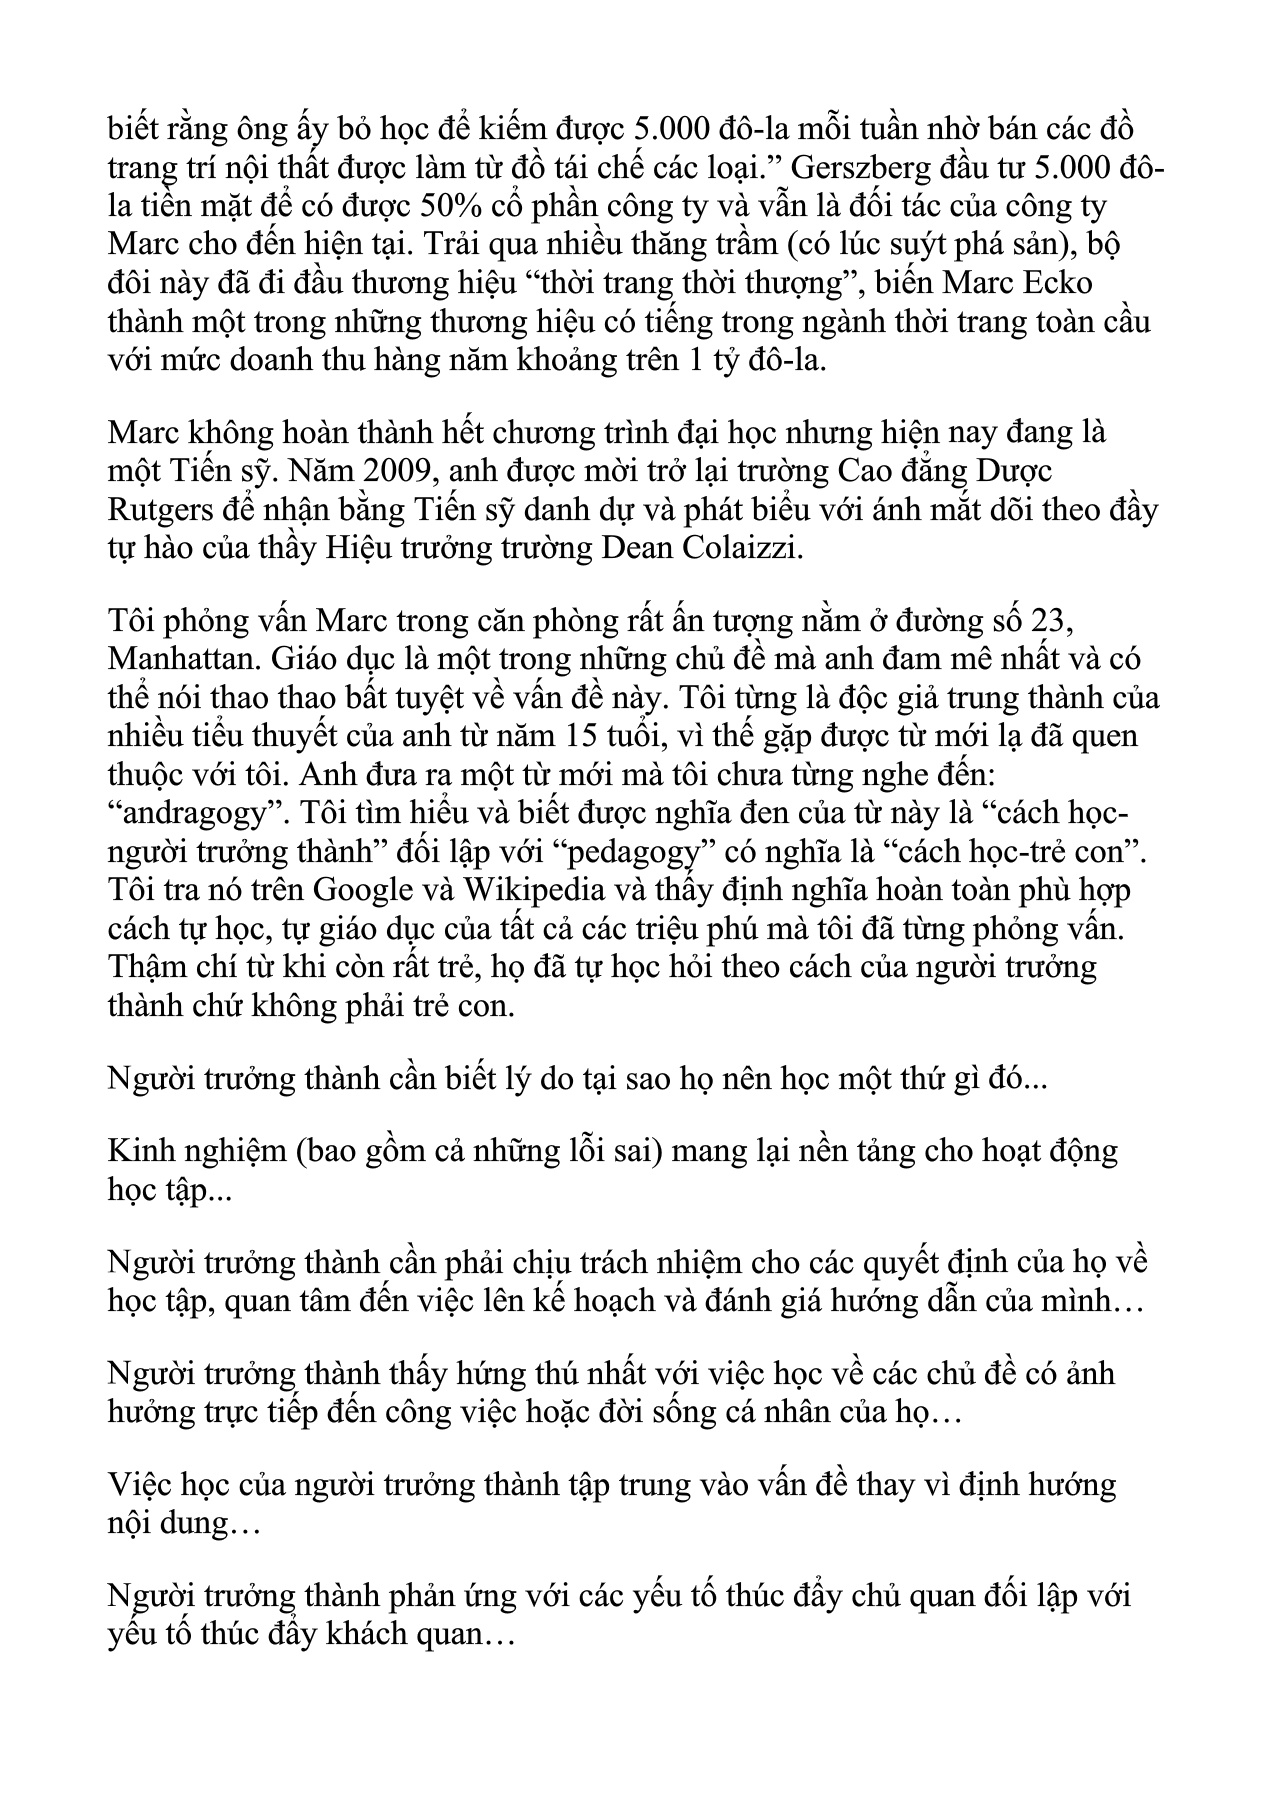 biết rằng ông ấy bỏ học để kiếm được 5.000 đô-la mỗi tuần nhờ bán các đồ
trang trí nội thất được làm từ đồ tái chế các loại.” Gerszberg đầu tư 5.000 đô-
la tiền mặt để có được 50% cổ phần công ty và vẫn là đối tác của công ty
Marc cho đến hiện tại. Trải qua nhiều thăng trầm (có lúc suýt phá sản), bộ
đôi này đã đi đầu thương hiệu “thời trang thời thượng”, biến Marc Ecko
thành một trong những thương hiệu có tiếng trong ngành thời trang toàn cầu
với mức doanh thu hàng năm khoảng trên 1 tỷ đô-la.
Marc không hoàn thành hết chương trình đại học nhưng hiện nay đang là
một Tiến sỹ. Năm 2009, anh được mời trở lại trường Cao đẳng Dược
Rutgers để nhận bằng Tiến sỹ danh dự và phát biểu với ánh mắt dõi theo đầy
tự hào của thầy Hiệu trưởng trường Dean Colaizzi.
Tôi phỏng vấn Marc trong căn phòng rất ấn tượng nằm ở đường số 23,
Manhattan. Giáo dục là một trong những chủ đề mà anh đam mê nhất và có
thể nói thao thao bất tuyệt về vấn đề này. Tôi từng là độc giả trung thành của
nhiều tiểu thuyết của anh từ năm 15 tuổi, vì thế gặp được từ mới lạ đã quen
thuộc với tôi. Anh đưa ra một từ mới mà tôi chưa từng nghe đến:
“andragogy”. Tôi tìm hiểu và biết được nghĩa đen của từ này là “cách học-
người trưởng thành” đối lập với “pedagogy” có nghĩa là “cách học-trẻ con”.
Tôi tra nó trên Google và Wikipedia và thấy định nghĩa hoàn toàn phù hợp
cách tự học, tự giáo dục của tất cả các triệu phú mà tôi đã từng phỏng vấn.
Thậm chí từ khi còn rất trẻ, họ đã tự học hỏi theo cách của người trưởng
thành chứ không phải trẻ con.
Người trưởng thành cần biết lý do tại sao họ nên học một thứ gì đó...
Kinh nghiệm (bao gồm cả những lỗi sai) mang lại nền tảng cho hoạt động
học tập...
Người trưởng thành cần phải chịu trách nhiệm cho các quyết định của họ về
học tập, quan tâm đến việc lên kế hoạch và đánh giá hướng dẫn của mình…
Người trưởng thành thấy hứng thú nhất với việc học về các chủ đề có ảnh
hưởng trực tiếp đến công việc hoặc đời sống cá nhân của họ…
Việc học của người trưởng thành tập trung vào vấn đề thay vì định hướng
nội dung…
Người trưởng thành phản ứng với các yếu tố thúc đẩy chủ quan đối lập với
yếu tố thúc đẩy khách quan…